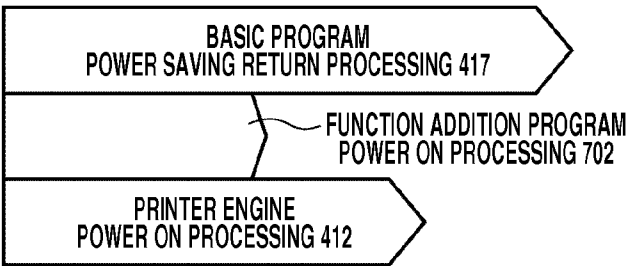 BASIC PROGRAM
POWER SAVING RETURN PROCESSING 417
FUNCTION ADDITION PROGRAM
POWER ON PROCESSING 702
PRINTER ENGINE
POWER ON PROCESSING 412